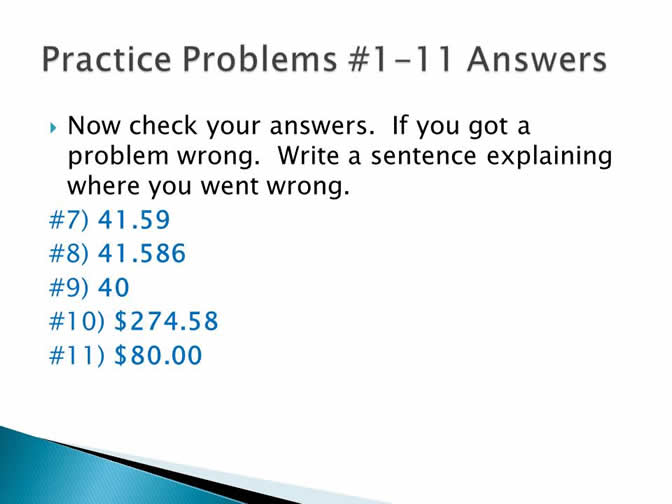 Practice Problems #1-11 Answers
Now check your answers.  If you got a
problem wrong.  Write a sentence explaining
where you went wrong.
#7) 41.59
#8) 41.586
#9) 40
#10) $274.58
#11) $80.00